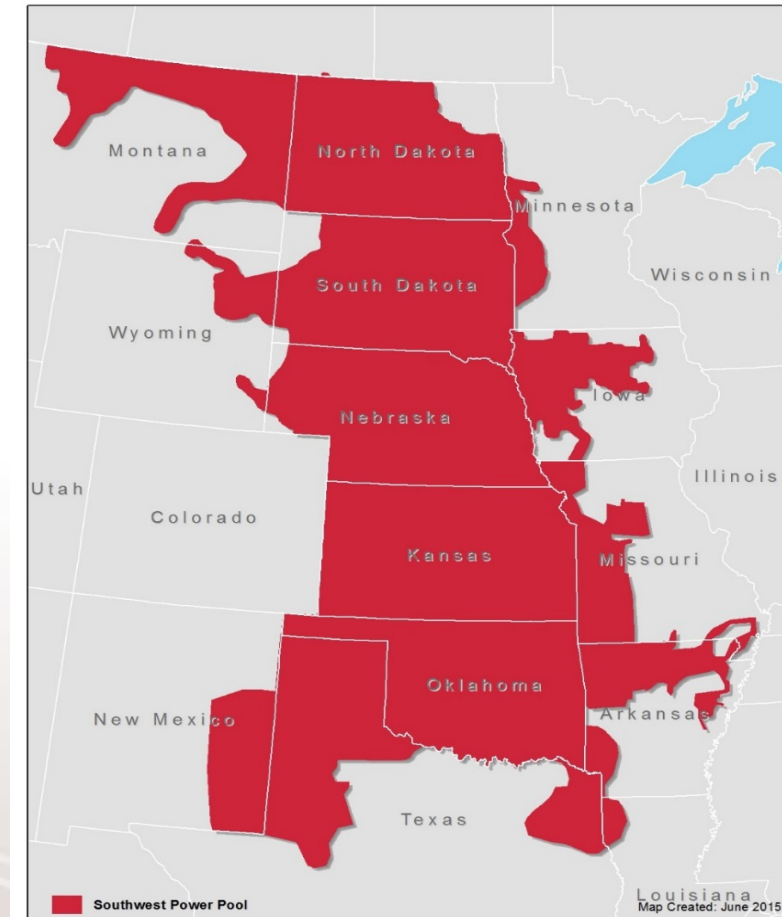 Montana
North Dakota
Minnesota
South Dakota
Wisconsin
Wyoming
Iowa
Nebraska
Illinois
Utah
Colorado
Kansas
Missouri
Oklahoma
New Mexico
Arkansas
Texas
Louisiana
Southwest Power Pool
Map Created: June 2015